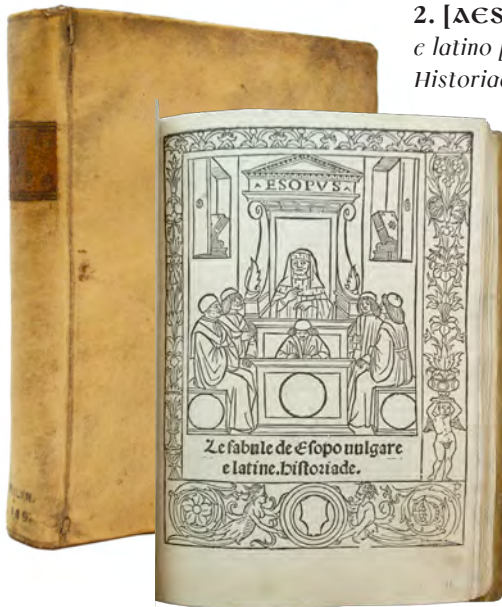 2. [AES
e latino [
Historiad
·ESOPVS·
Le fabule de Esopo uulgare
e latine. historiade.